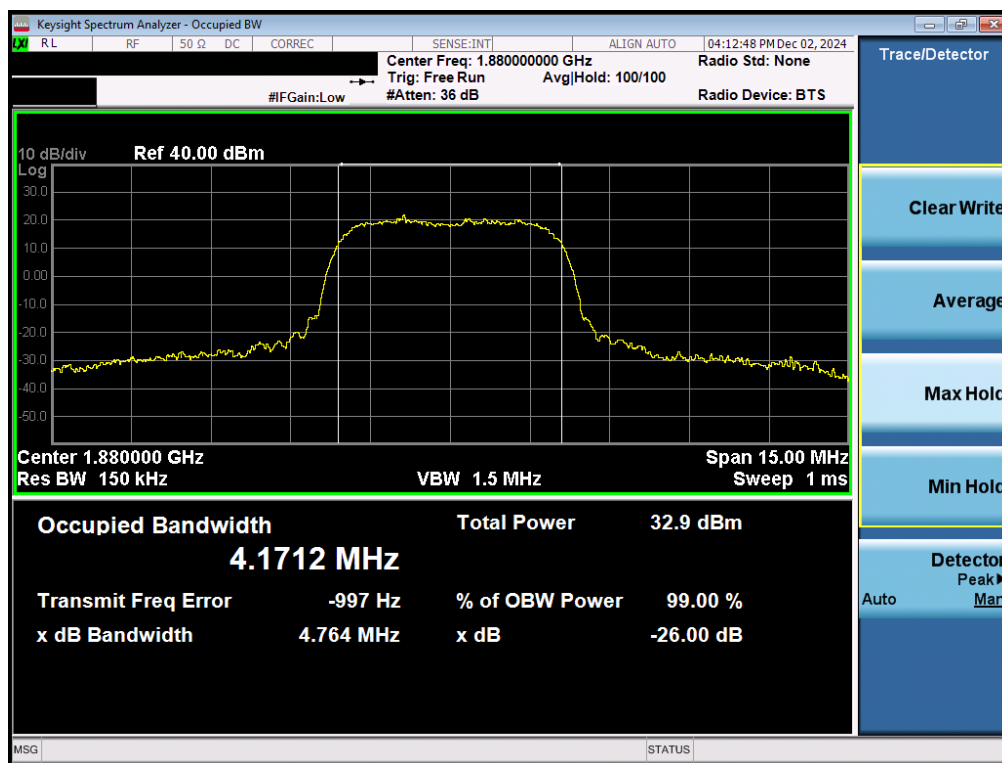 Keysight Spectrum Analyzer - Occupied BW
LXI RL RF 50 Ω DC CORREC SENSE:INT ALIGN AUTO 04:12:48 PM Dec 02, 2024
Center Freq: 1.880000000 GHz Radio Std: None
Trig: Free Run Avg|Hold: 100/100
#IFGain:Low #Atten: 36 dB Radio Device: BTS
10 dB/div Ref 40.00 dBm
Log
30.0
20.0
10.0
0.00
-10.0
-20.0
-30.0
-40.0
-50.0
Center 1.880000 GHz Span 15.00 MHz
Res BW 150 kHz VBW 1.5 MHz Sweep 1 ms
Occupied Bandwidth Total Power 32.9 dBm
4.1712 MHz
Transmit Freq Error -997 Hz % of OBW Power 99.00 %
x dB Bandwidth 4.764 MHz x dB -26.00 dB
MSG STATUS
Trace/Detector
Clear Write
Average
Max Hold
Min Hold
Detector
Peak▶
Auto Man